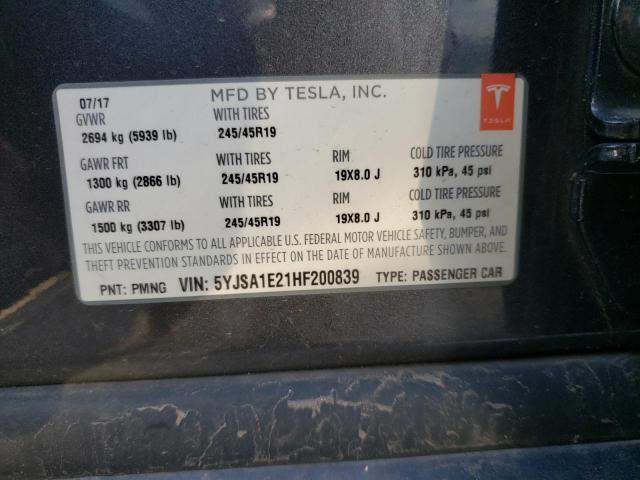 07/17 MFD BY TESLA, INC.
GVWR WITH TIRES
2694 kg (5939 lb) 245/45R19
TESLA
GAWR FRT WITH TIRES RIM COLD TIRE PRESSURE
1300 kg (2866 lb) 245/45R19 19X8.0 J 310 kPa, 45 psi
GAWR RR WITH TIRES RIM COLD TIRE PRESSURE
1500 kg (3307 lb) 245/45R19 19X8.0 J 310 kPa, 45 psi
THIS VEHICLE CONFORMS TO ALL APPLICABLE U.S. FEDERAL MOTOR VEHICLE SAFETY, BUMPER, AND
THEFT PREVENTION STANDARDS IN EFFECT ON THE DATE OF MANUFACTURE SHOWN ABOVE.
PNT: PMNG VIN: 5YJSA1E21HF200839 TYPE: PASSENGER CAR